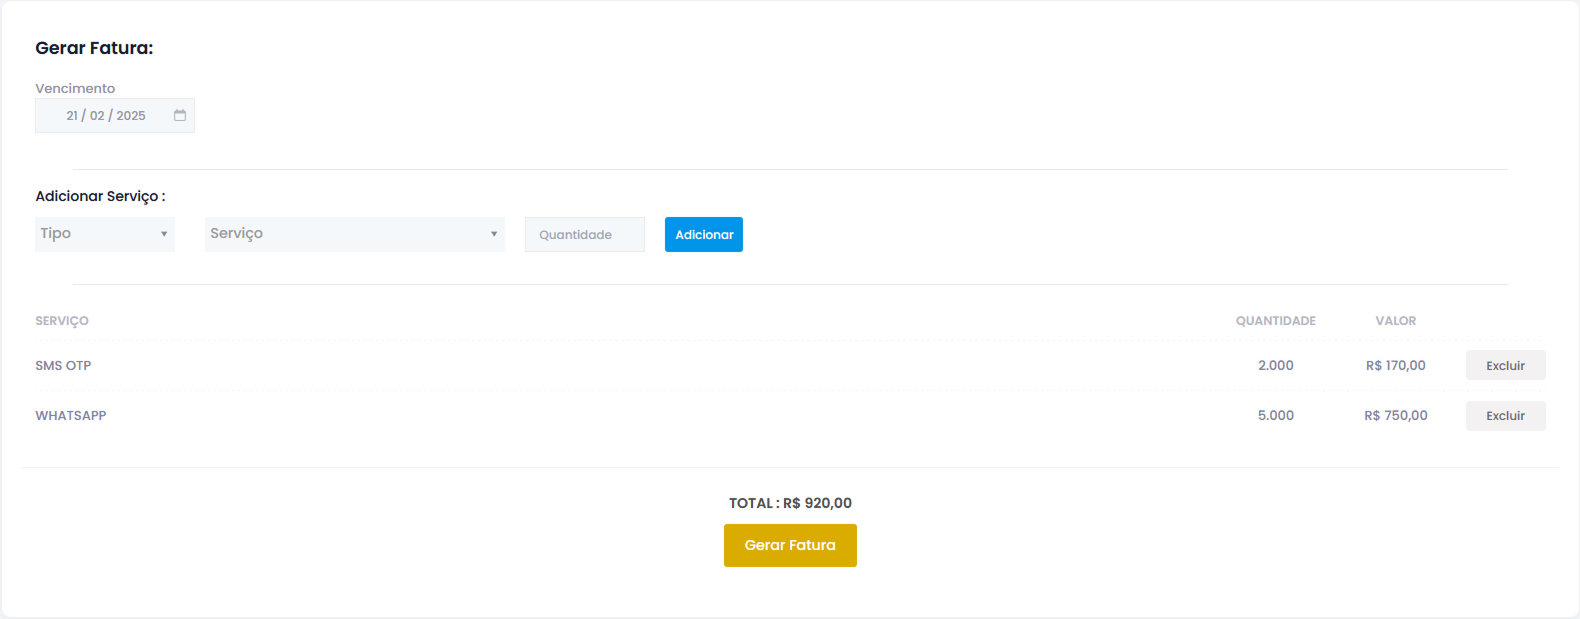 Gerar Fatura:
Vencimento
21 / 02 / 2025
Adicionar Serviço :
Tipo Serviço Quantidade Adicionar
SERVIÇO QUANTIDADE VALOR
SMS OTP 2.000 R$ 170,00 Excluir
WHATSAPP 5.000 R$ 750,00 Excluir
TOTAL : R$ 920,00
Gerar Fatura